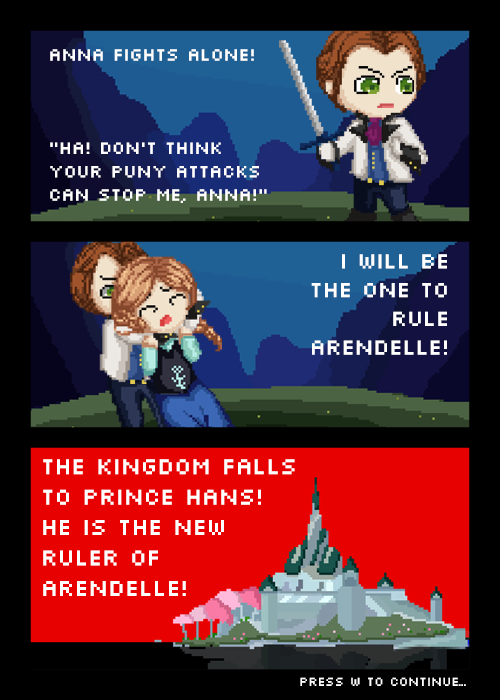 ANNA FIGHTS ALONE!
"HA! DON'T THINK
YOUR PUNY ATTACKS
CAN STOP ME, ANNA!"
I WILL BE
THE ONE TO
RULE
ARENDELLE!
THE KINGDOM FALLS
TO PRINCE HANS!
HE IS THE NEW
RULER OF
ARENDELLE!
PRESS W TO CONTINUE...